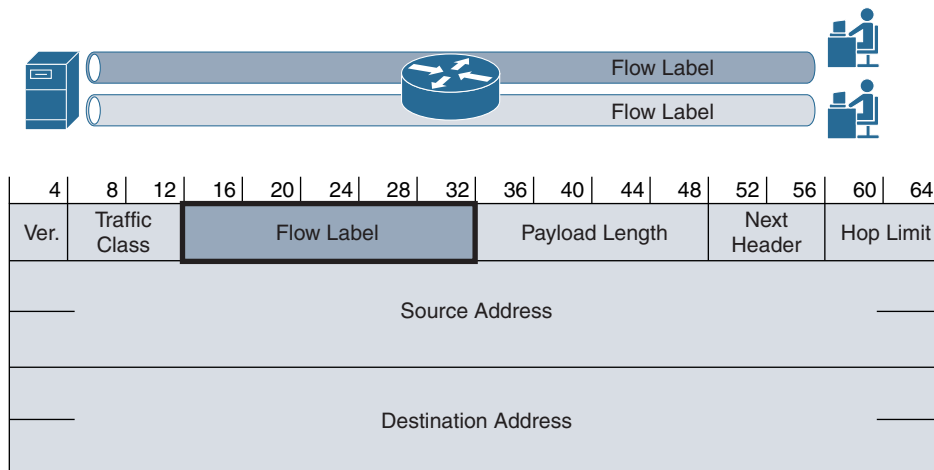 Flow Label
Flow Label
4 8 12 16 20 24 28 32 36 40 44 48 52 56 60 64
Ver. Traffic Class Flow Label Payload Length Next Header Hop Limit
Source Address
Destination Address